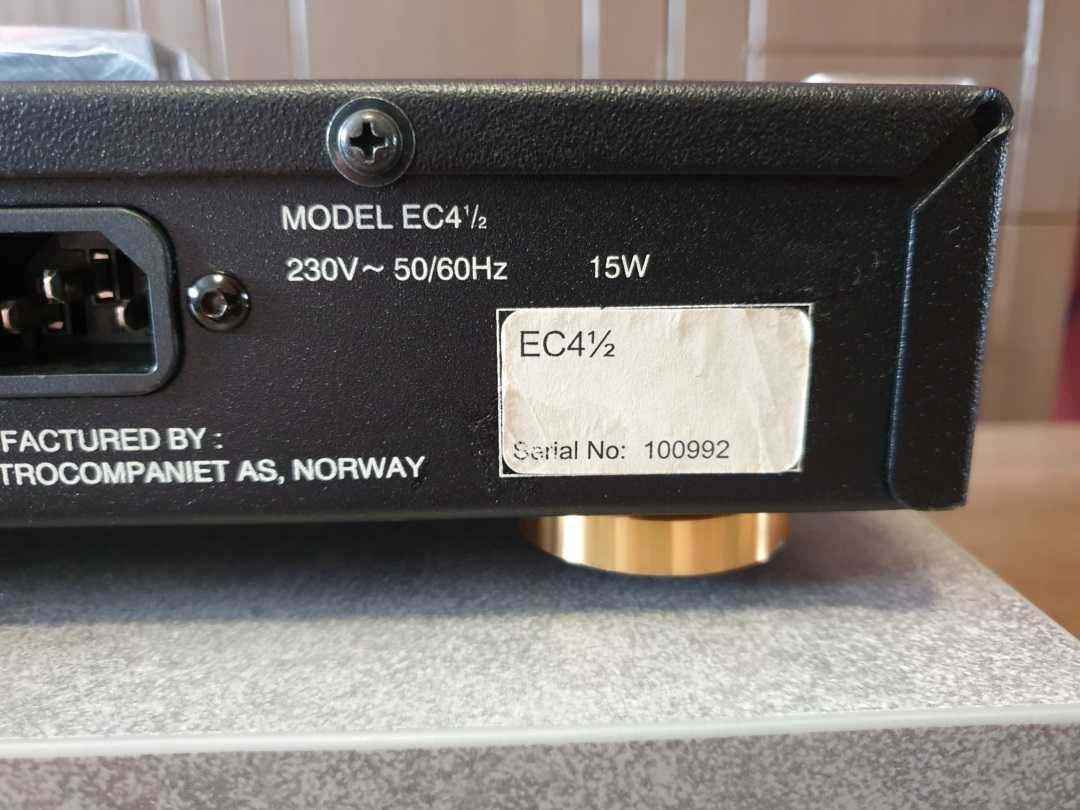 MODEL EC4½
230V~ 50/60Hz 15W
EC4½
Serial No: 100992
FACTURED BY :
TROCOMPANIET AS, NORWAY